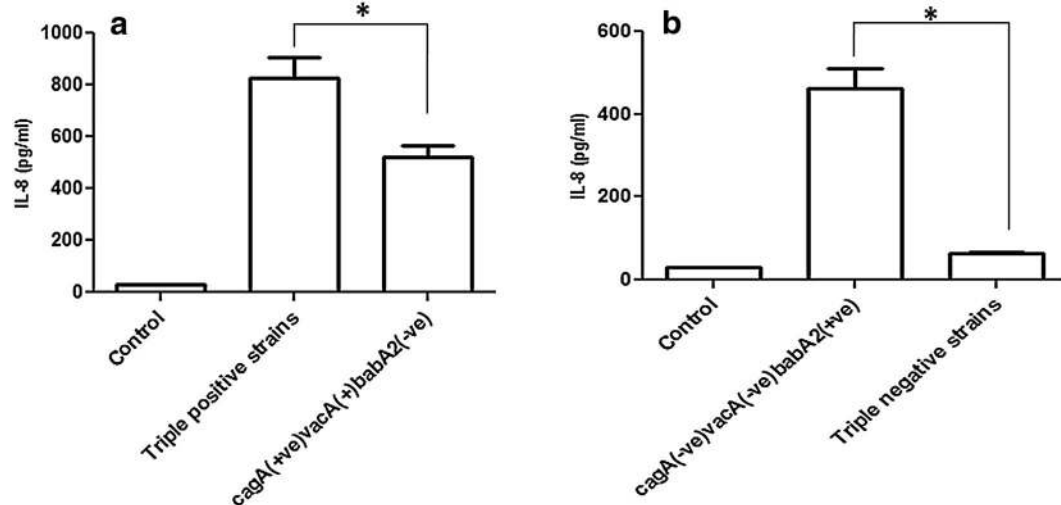 a
*
IL-8 (pg/ml)
1000
800
600
400
200
0
Control
Triple positive strains
cagA(+ve)vacA(+)babA2(-ve)
b
*
IL-8 (pg/ml)
600
400
200
0
Control
cagA(-ve)vacA(-ve)babA2(+ve)
Triple negative strains